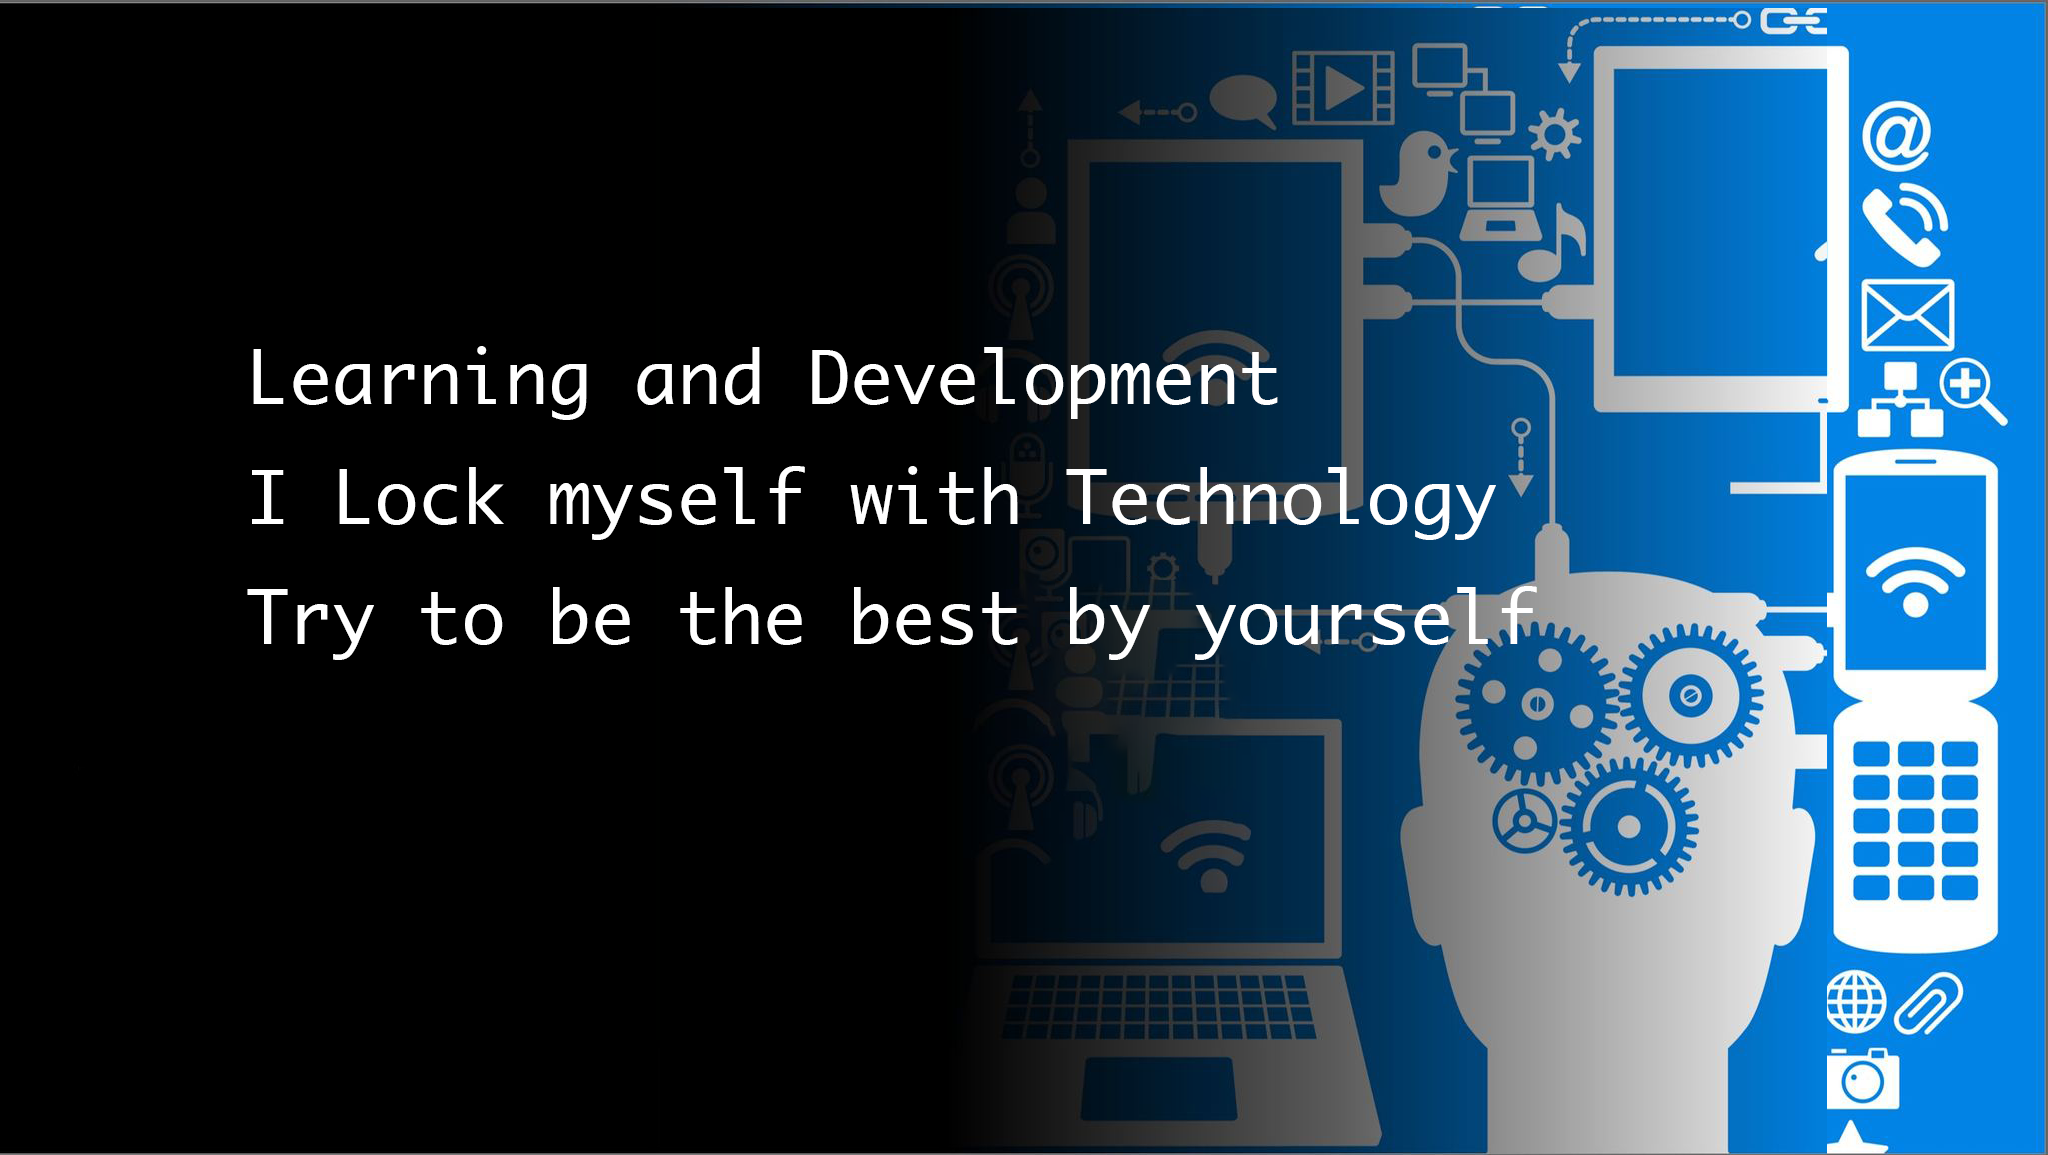 Learning and Development
I Lock myself with Technology
Try to be the best by yourself
@